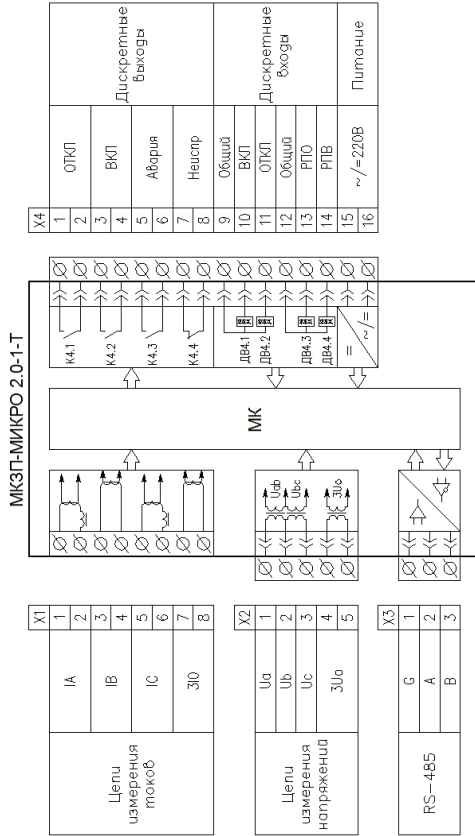 МКЗП-МИКРО 2.0-1-Т
Цепи
измерения
токов
IA
IB
IC
3I0
X1
1
2
3
4
5
6
7
8
Цепи
измерения
напряжений
Ua
Ub
Uc
3Uo
X2
1
2
3
4
5
RS-485
G
A
B
X3
1
2
3
Uab
Ubc
3Uo
МК
К4.1
К4.2
К4.3
К4.4
ДВ4.1
ДВ4.2
ДВ4.3
ДВ4.4
=
~/=
X4
1
2
3
4
5
6
7
8
9
10
11
12
13
14
15
16
ОТКЛ
ВКЛ
Авария
Неиспр
Общий
ВКЛ
ОТКЛ
Общий
РПО
РПВ
~/=220В
Дискретные
выходы
Дискретные
входы
Питание